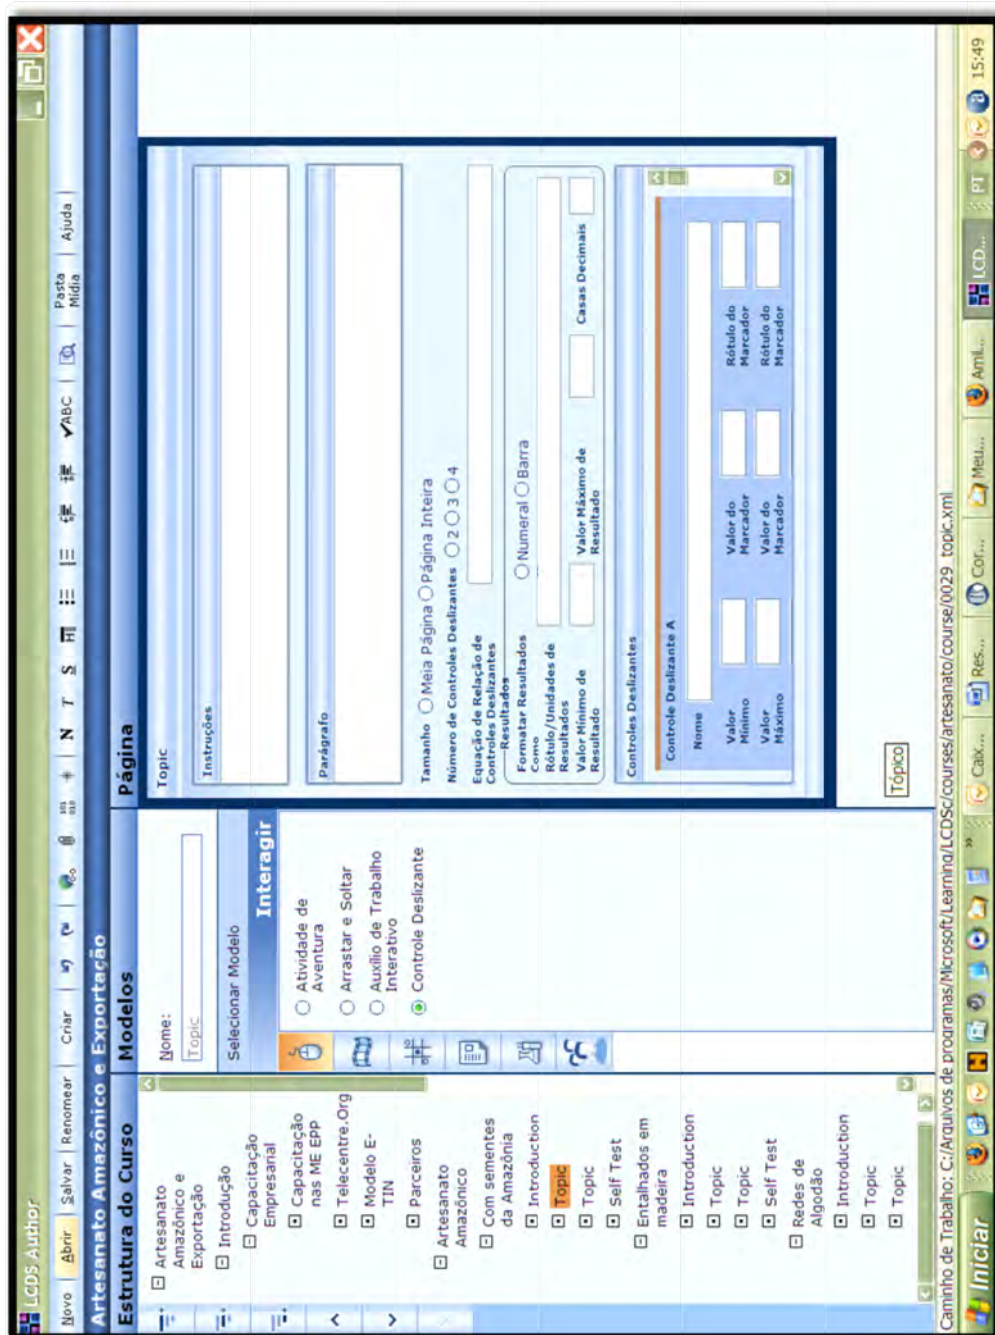 LCDS Author
Novo Abrir Salvar Renomear Criar N T S H ABC Pasta Mídia Ajuda
Artesanato Amazônico e Exportação
Estrutura do Curso
Artesanato
Amazônico e
Exportação
Introdução
Capacitação
Empresarial
Capacitação
nas ME EPP
Telecentre.Org
Modelo E-
TIN
Parceiros
Artesanato
Amazônico
Com sementes
da Amazônia
Introduction
Topic
Topic
Self Test
Entalhados em
madeira
Introduction
Topic
Topic
Self Test
Redes de
Algodão
Introduction
Topic
Topic
Modelos
Nome:
Topic
Selecionar Modelo
Interagir
Atividade de
Aventura
Arrastar e Soltar
Auxílio de Trabalho
Interativo
Controle Deslizante
Página
Topic
Instruções
Parágrafo
Tamanho Meia Página Página Inteira
Número de Controles Deslizantes 2 3 4
Equação de Relação de
Controles Deslizantes
Resultados
Formatar Resultados
Como
Numeral Barra
Rótulo/Unidades de
Resultados
Valor Mínimo de
Resultado
Valor Máximo de
Resultado
Casas Decimais
Controles Deslizantes
Controle Deslizante A
Nome
Valor
Mínimo
Valor do
Marcador
Rótulo do
Marcador
Valor
Máximo
Valor do
Marcador
Rótulo do
Marcador
Tópico
Caminho de Trabalho: C:/Arquivos de programas/Microsoft/Learning/LCDSc/courses/artesanato/course/0029_topic.xml
Iniciar » Caix... Res... Cor... Meu... Amil... LCD... PT 15:49